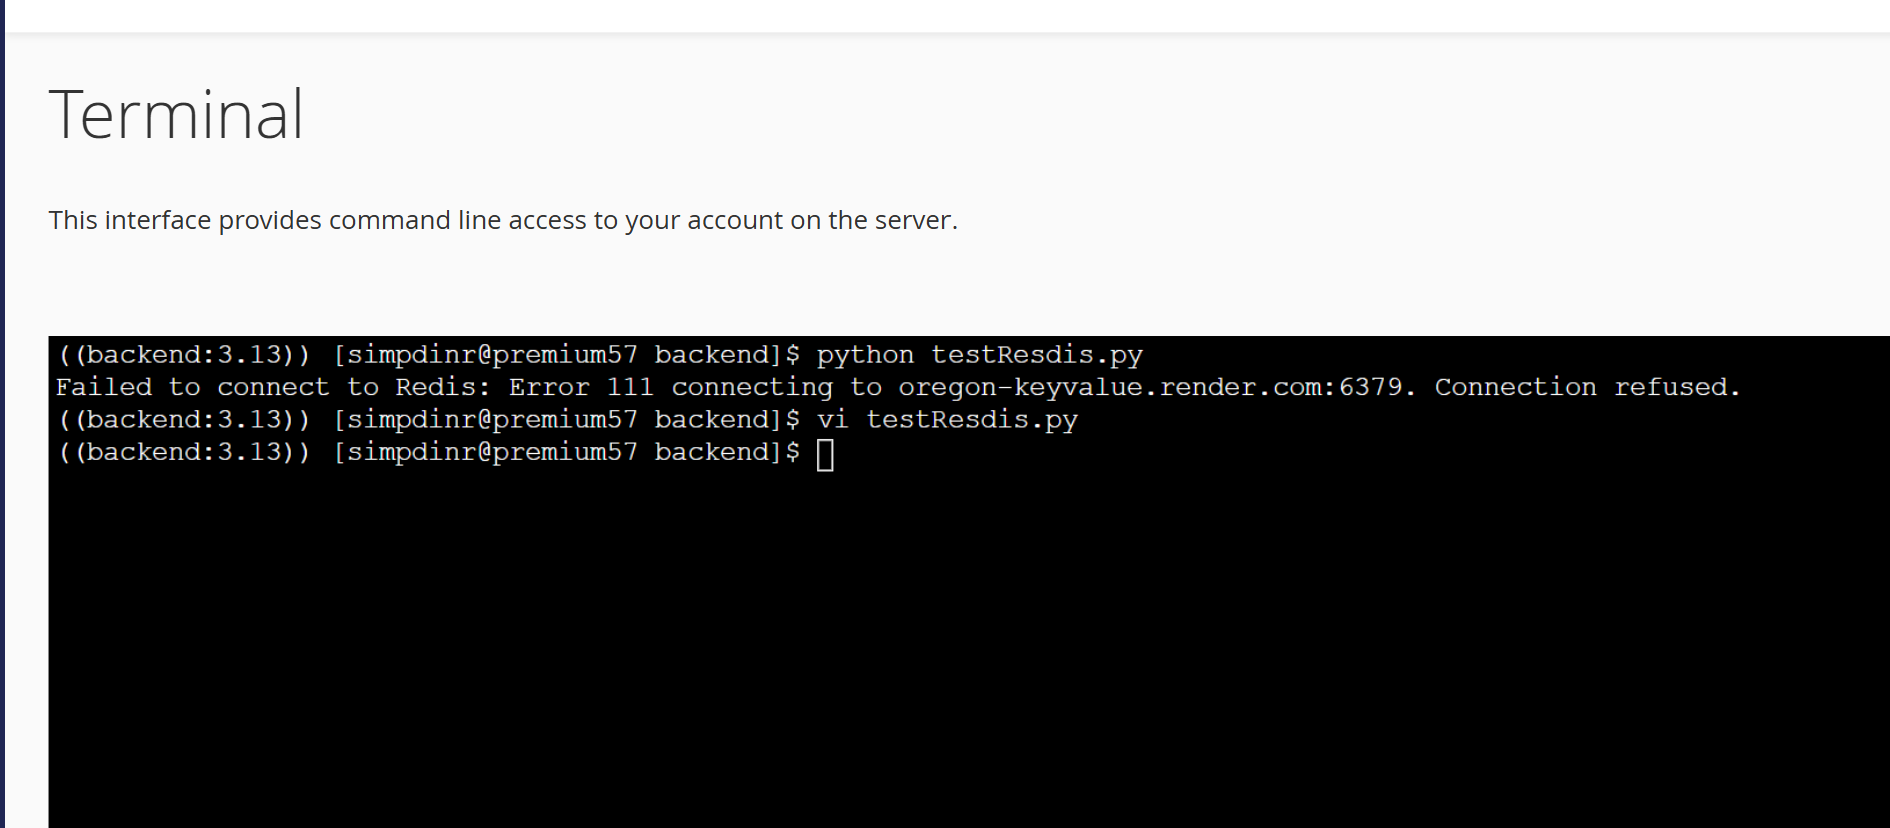 Terminal
This interface provides command line access to your account on the server.
((backend:3.13)) [simpdinr@premium57 backend]$ python testResdis.py
Failed to connect to Redis: Error 111 connecting to oregon-keyvalue.render.com:6379. Connection refused.
((backend:3.13)) [simpdinr@premium57 backend]$ vi testResdis.py
((backend:3.13)) [simpdinr@premium57 backend]$